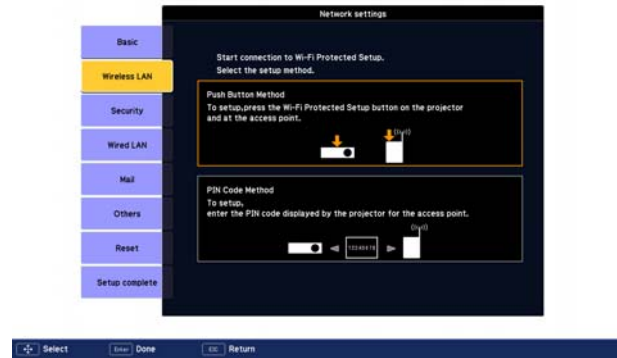 Network settings
Basic
Wireless LAN
Security
Wired LAN
Mail
Others
Reset
Setup complete
Start connection to Wi-Fi Protected Setup.
Select the setup method.
Push Button Method
To setup,press the Wi-Fi Protected Setup button on the projector
and at the access point.
PIN Code Method
To setup,
enter the PIN code displayed by the projector for the access point.
Select
Enter Done
ESC Return